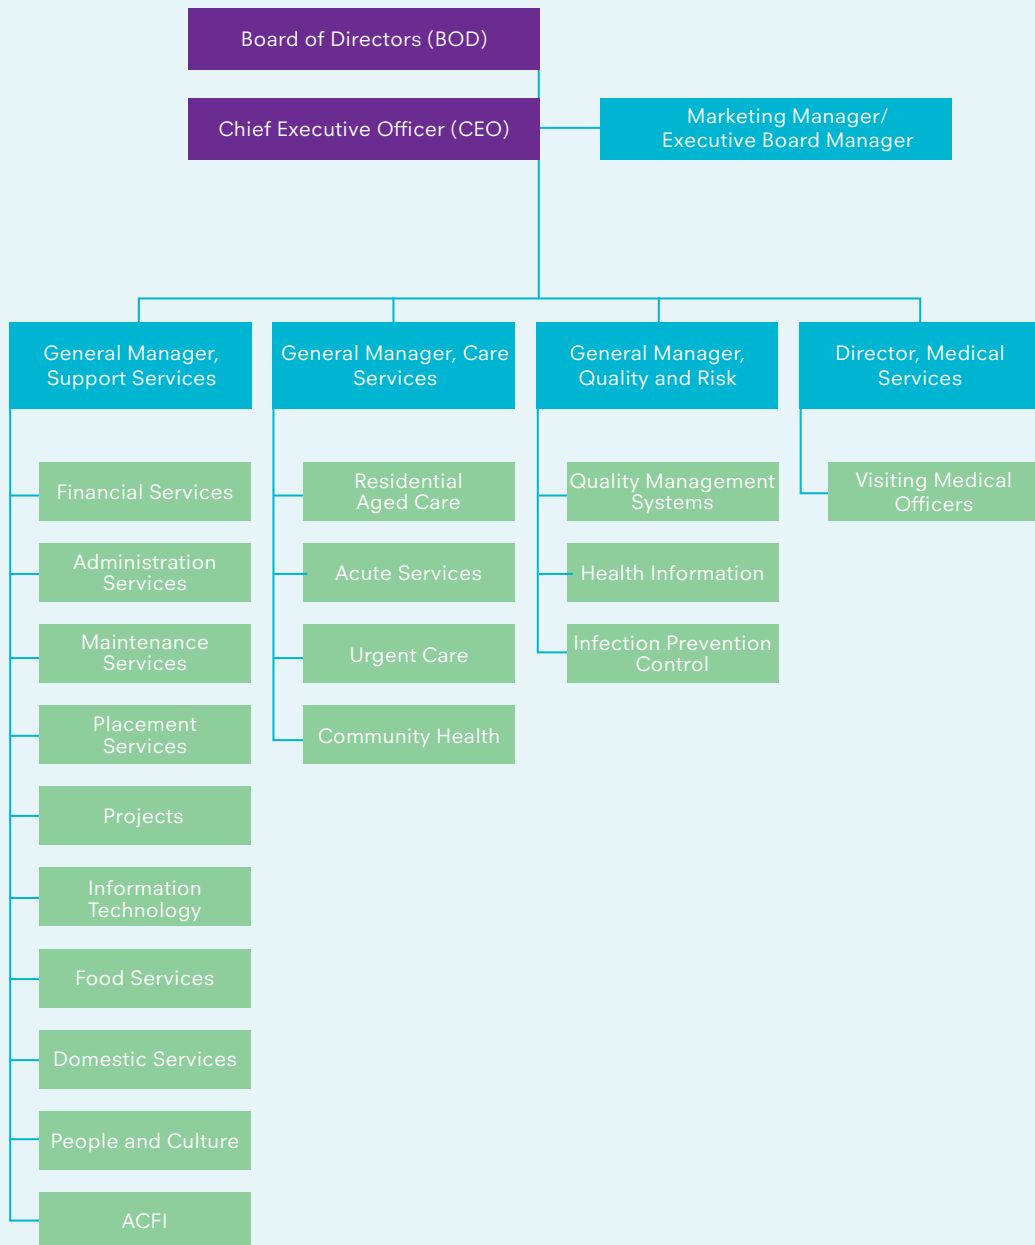 Board of Directors (BOD)
Chief Executive Officer (CEO)
Marketing Manager/
Executive Board Manager
General Manager,
Support Services
General Manager, Care
Services
General Manager,
Quality and Risk
Director, Medical
Services
Financial Services
Administration
Services
Maintenance
Services
Placement
Services
Projects
Information
Technology
Food Services
Domestic Services
People and Culture
ACFI
Residential
Aged Care
Acute Services
Urgent Care
Community Health
Quality Management
Systems
Health Information
Infection Prevention
Control
Visiting Medical
Officers